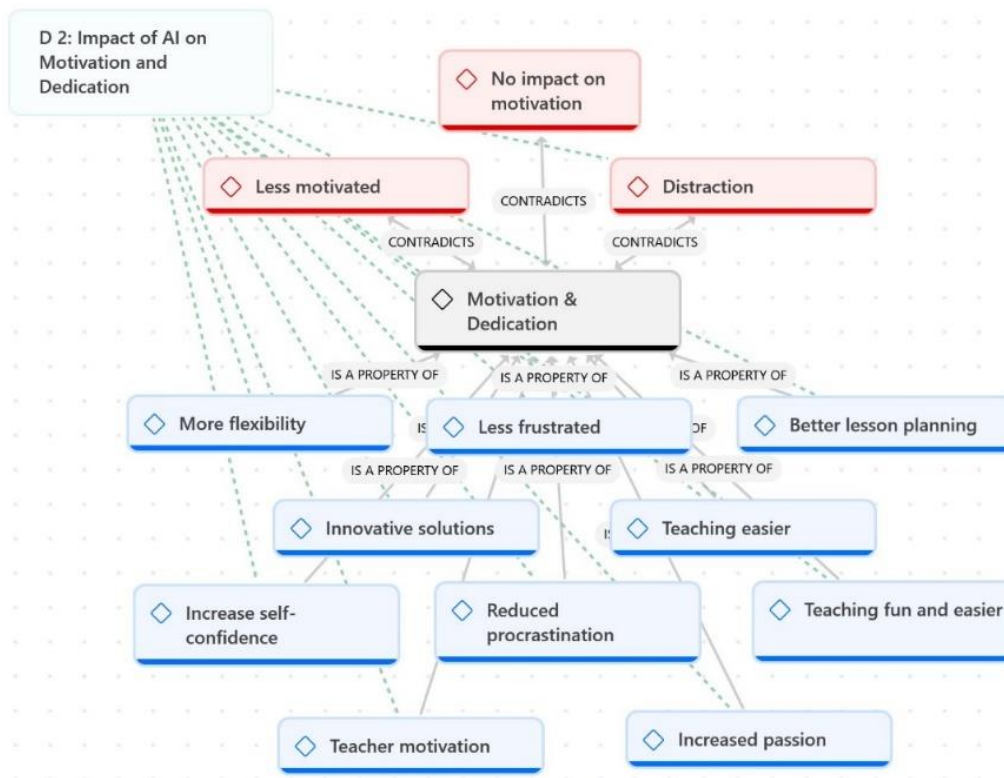 D 2: Impact of AI on
Motivation and
Dedication
No impact on
motivation
Less motivated
Distraction
CONTRADICTS
CONTRADICTS
CONTRADICTS
Motivation &
Dedication
IS A PROPERTY OF
IS A PROPERTY OF
IS A PROPERTY OF
More flexibility
Less frustrated
OF
Better lesson planning
IS A PROPERTY OF
IS A PROPERTY OF
IS A PROPERTY OF
Innovative solutions
Teaching easier
Increase self-
confidence
Reduced
procrastination
Teaching fun and easier
Teacher motivation
Increased passion